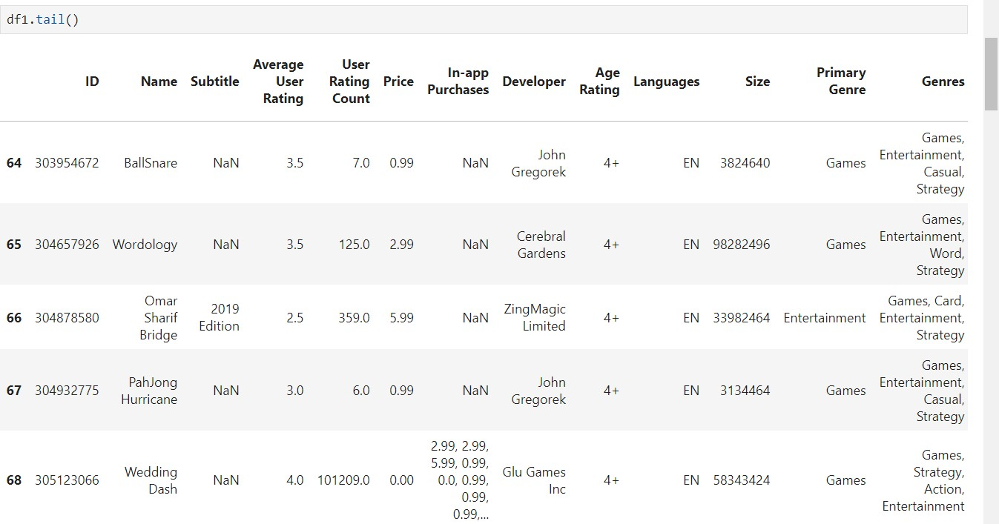 df1.tail()
ID Name Subtitle Average User Rating User Rating Count Price In-app Purchases Developer Age Rating Languages Size Primary Genre Genres
64 303954672 BallSnare NaN 3.5 7.0 0.99 NaN John Gregorek 4+ EN 3824640 Games Games, Entertainment, Casual, Strategy
65 304657926 Wordology NaN 3.5 125.0 2.99 NaN Cerebral Gardens 4+ EN 98282496 Games Games, Entertainment, Word, Strategy
66 304878580 Omar Sharif Bridge 2019 Edition 2.5 359.0 5.99 NaN ZingMagic Limited 4+ EN 33982464 Entertainment Games, Card, Entertainment, Strategy
67 304932775 PahJong Hurricane NaN 3.0 6.0 0.99 NaN John Gregorek 4+ EN 3134464 Games Games, Entertainment, Casual, Strategy
68 305123066 Wedding Dash NaN 4.0 101209.0 0.00 2.99, 2.99, 5.99, 0.99, 0.0, 0.99, 0.99, 0.99,... Glu Games Inc 4+ EN 58343424 Games Games, Strategy, Action, Entertainment